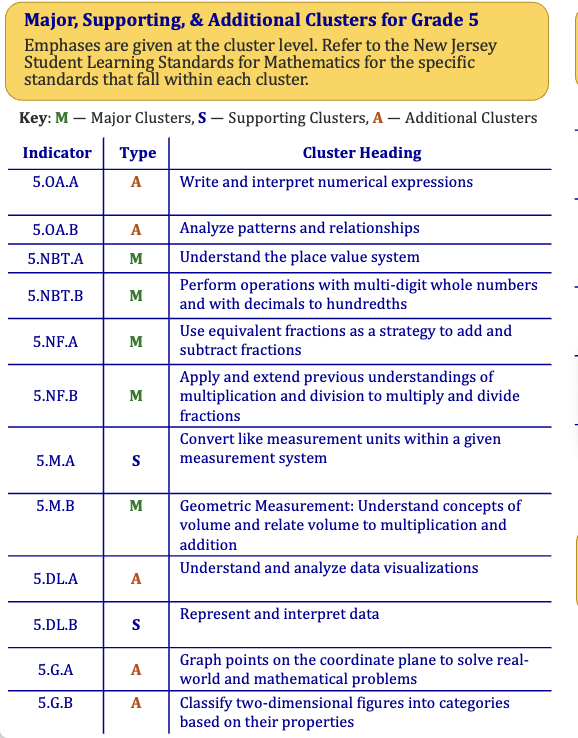 Major, Supporting, & Additional Clusters for Grade 5
Emphases are given at the cluster level. Refer to the New Jersey
Student Learning Standards for Mathematics for the specific
standards that fall within each cluster.
Key: M — Major Clusters, S — Supporting Clusters, A — Additional Clusters
Indicator Type Cluster Heading
5.OA.A A Write and interpret numerical expressions
5.OA.B A Analyze patterns and relationships
5.NBT.A M Understand the place value system
5.NBT.B M Perform operations with multi-digit whole numbers
and with decimals to hundredths
5.NF.A M Use equivalent fractions as a strategy to add and
subtract fractions
5.NF.B M Apply and extend previous understandings of
multiplication and division to multiply and divide
fractions
5.M.A S Convert like measurement units within a given
measurement system
5.M.B M Geometric Measurement: Understand concepts of
volume and relate volume to multiplication and
addition
5.DL.A A Understand and analyze data visualizations
5.DL.B S Represent and interpret data
5.G.A A Graph points on the coordinate plane to solve real-
world and mathematical problems
5.G.B A Classify two-dimensional figures into categories
based on their properties